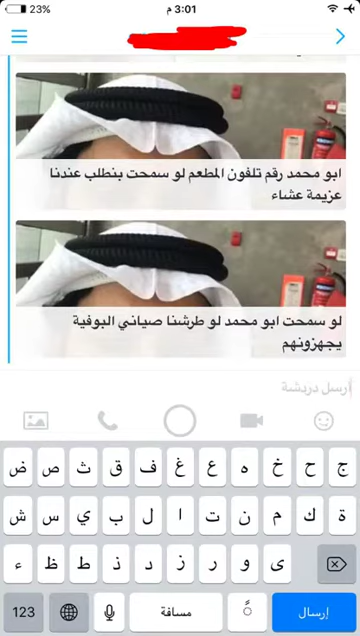 23%
3:01 م
ابو محمد رقم تلفون المطعم لو سمحت بنطلب عندنا
عزيمة عشاء
لو سمحت ابو محمد لو طرشنا صياني البوفية
يجهزونهم
أرسل دردشة
ض ص ث ق ف غ ع ه خ ح ج
ش س ي ب ل ا ت ن م ك ة
ء ظ ط ذ د ز ر و ى
123 مسافة إرسال